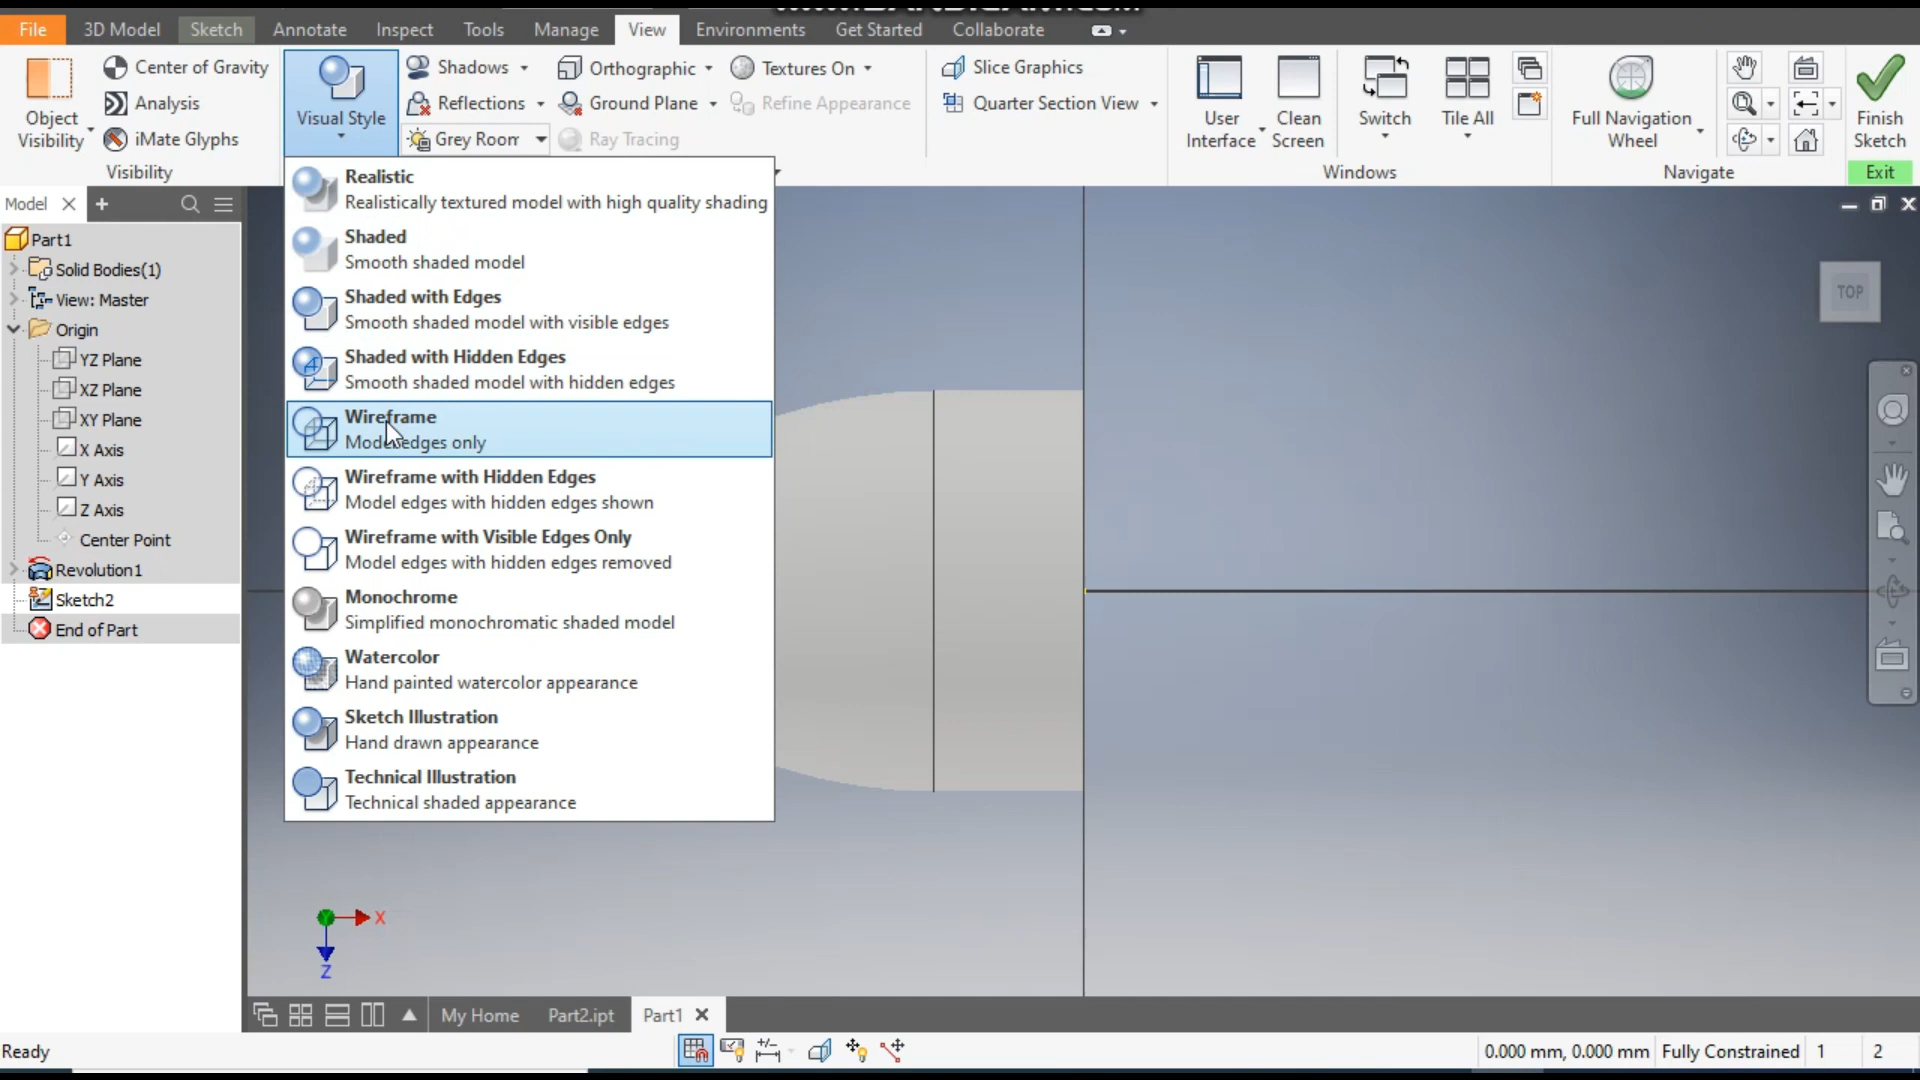 File 3D Model Sketch Annotate Inspect Tools Manage View Environments Get Started Collaborate
Object Visibility
Center of Gravity
Analysis
iMate Glyphs
Visibility
Visual Style
Shadows
Reflections
Grey Room
Orthographic
Ground Plane
Ray Tracing
Textures On
Refine Appearance
Slice Graphics
Quarter Section View
User Interface
Clean Screen
Switch
Tile All
Windows
Full Navigation Wheel
Navigate
Finish Sketch
Exit
Model
Part1
Solid Bodies(1)
View: Master
Origin
YZ Plane
XZ Plane
XY Plane
X Axis
Y Axis
Z Axis
Center Point
Revolution1
Sketch2
End of Part
Realistic
Realistically textured model with high quality shading
Shaded
Smooth shaded model
Shaded with Edges
Smooth shaded model with visible edges
Shaded with Hidden Edges
Smooth shaded model with hidden edges
Wireframe
Model edges only
Wireframe with Hidden Edges
Model edges with hidden edges shown
Wireframe with Visible Edges Only
Model edges with hidden edges removed
Monochrome
Simplified monochromatic shaded model
Watercolor
Hand painted watercolor appearance
Sketch Illustration
Hand drawn appearance
Technical Illustration
Technical shaded appearance
TOP
X
Z
My Home Part2.ipt Part1
Ready
0.000 mm, 0.000 mm Fully Constrained 1 2